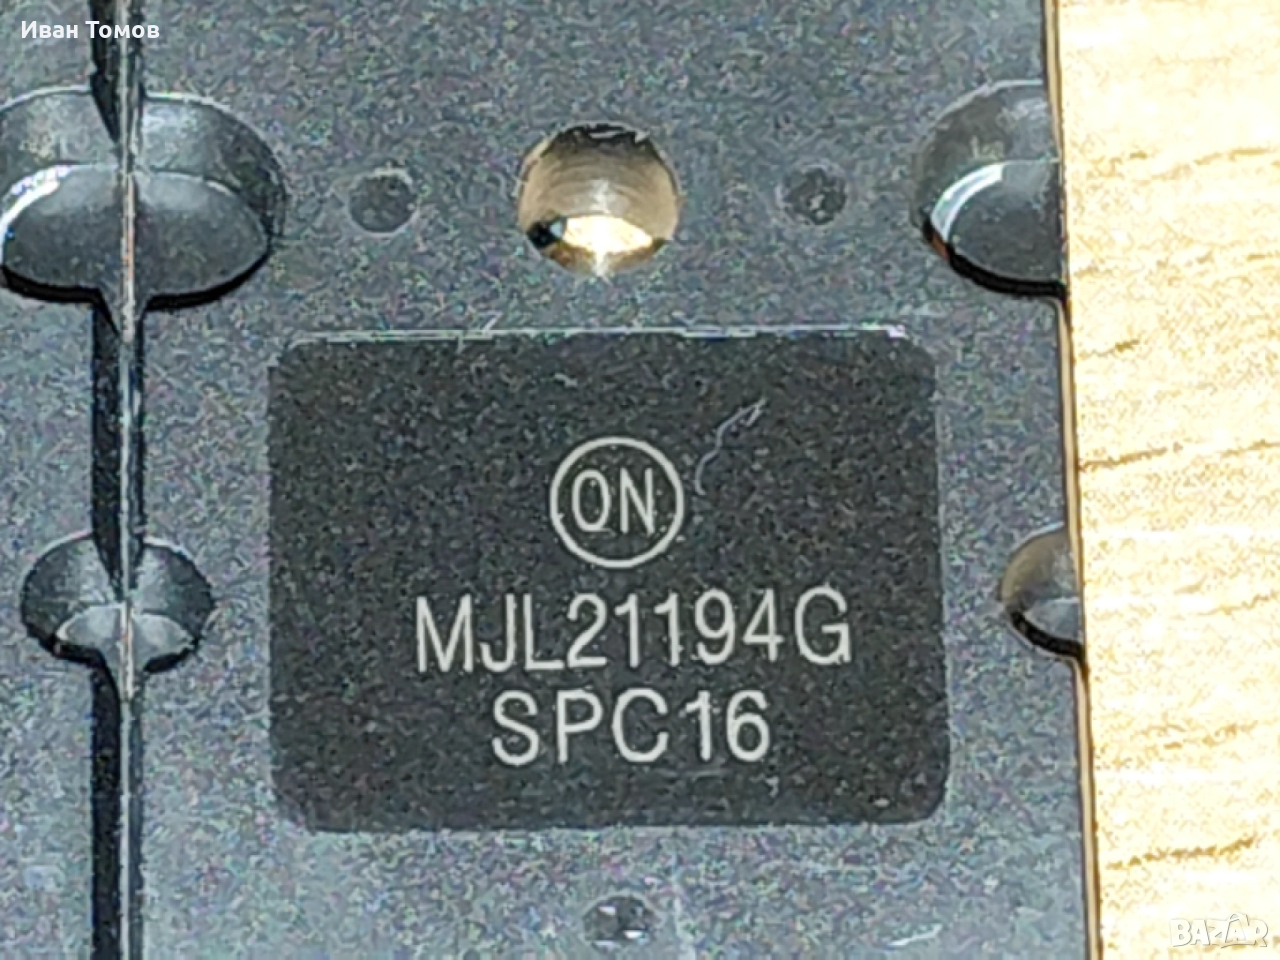 Иван Томов
ON
MJL21194G
SPC16
BAZAR